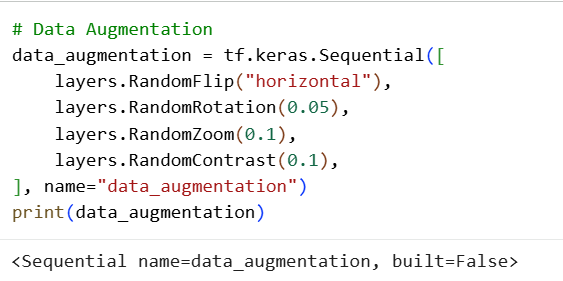 # Data Augmentation
data_augmentation = tf.keras.Sequential([
    layers.RandomFlip("horizontal"),
    layers.RandomRotation(0.05),
    layers.RandomZoom(0.1),
    layers.RandomContrast(0.1),
], name="data_augmentation")
print(data_augmentation)
<Sequential name=data_augmentation, built=False>